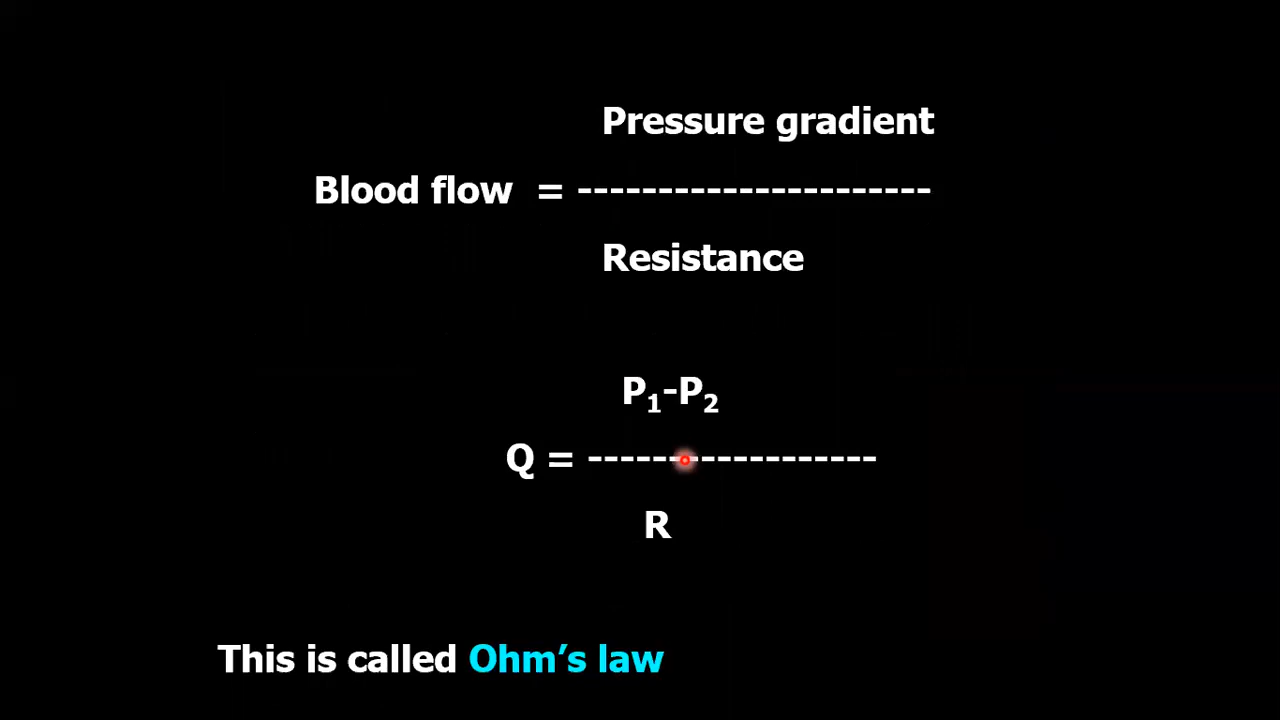 Pressure gradient
Blood flow = ----------------------
Resistance
P₁-P₂
Q = ------------------
R
This is called Ohm’s law